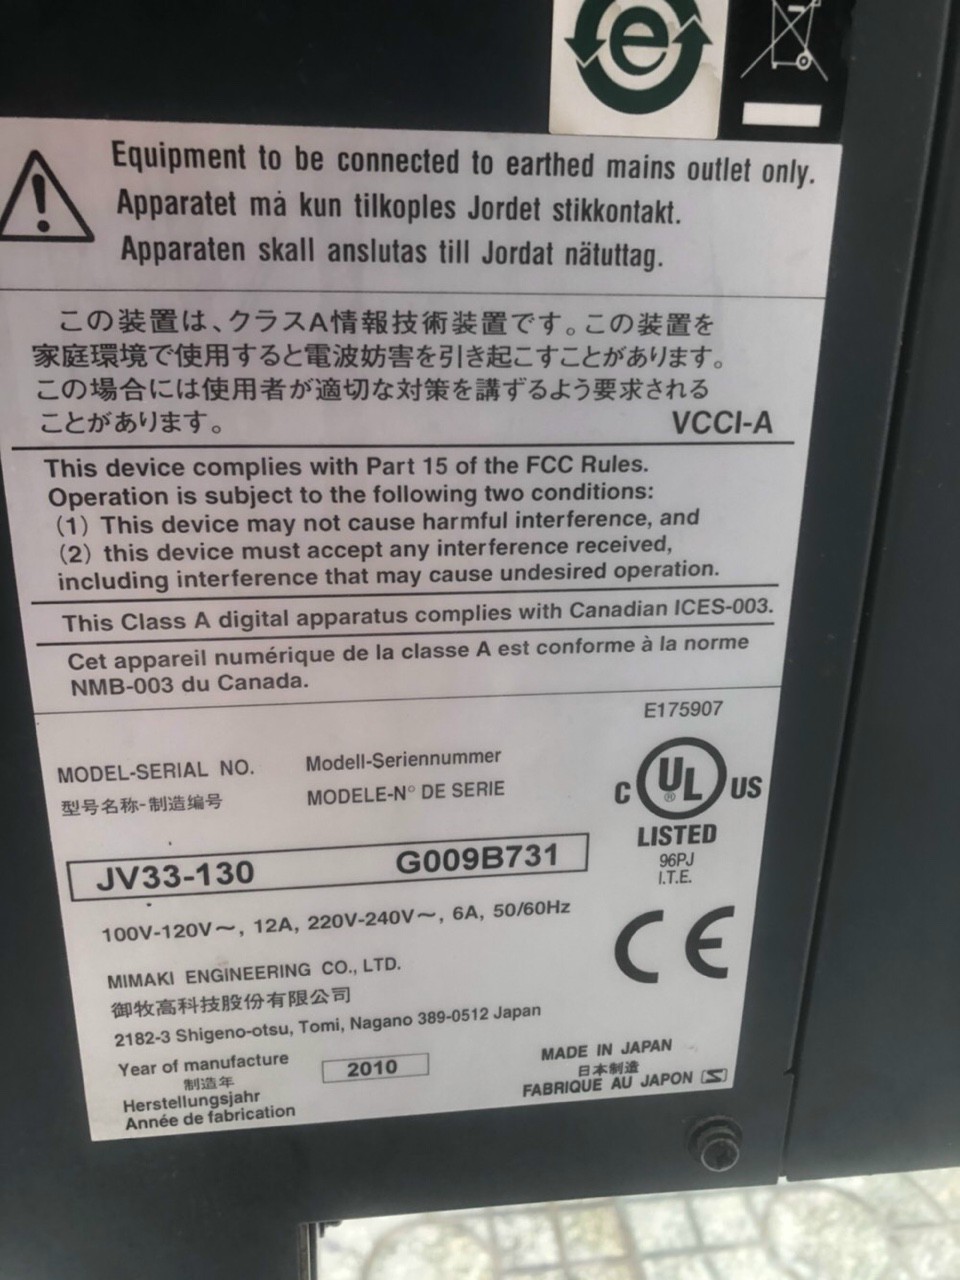 e
Equipment to be connected to earthed mains outlet only.
Apparatet må kun tilkoples Jordet stikkontakt.
Apparaten skall anslutas till Jordat nätuttag.
この装置は、クラスA情報技術装置です。この装置を
家庭環境で使用すると電波妨害を引き起こすことがあります。
この場合には使用者が適切な対策を講ずるよう要求される
ことがあります。
VCCI-A
This device complies with Part 15 of the FCC Rules.
Operation is subject to the following two conditions:
(1) This device may not cause harmful interference, and
(2) this device must accept any interference received,
including interference that may cause undesired operation.
This Class A digital apparatus complies with Canadian ICES-003.
Cet appareil numérique de la classe A est conforme à la norme
NMB-003 du Canada.
E175907
MODEL-SERIAL NO. Modell-Seriennummer
型号名称-制造编号 MODELE-N° DE SERIE
C UL ® US
LISTED
96PJ
I.T.E.
JV33-130 G009B731
100V-120V～, 12A, 220V-240V～, 6A, 50/60Hz
CE
MIMAKI ENGINEERING CO., LTD.
御牧高科技股份有限公司
2182-3 Shigeno-otsu, Tomi, Nagano 389-0512 Japan
Year of manufacture
制造年
Herstellungsjahr
Année de fabrication
2010
MADE IN JAPAN
日本制造
FABRIQUE AU JAPON [S]